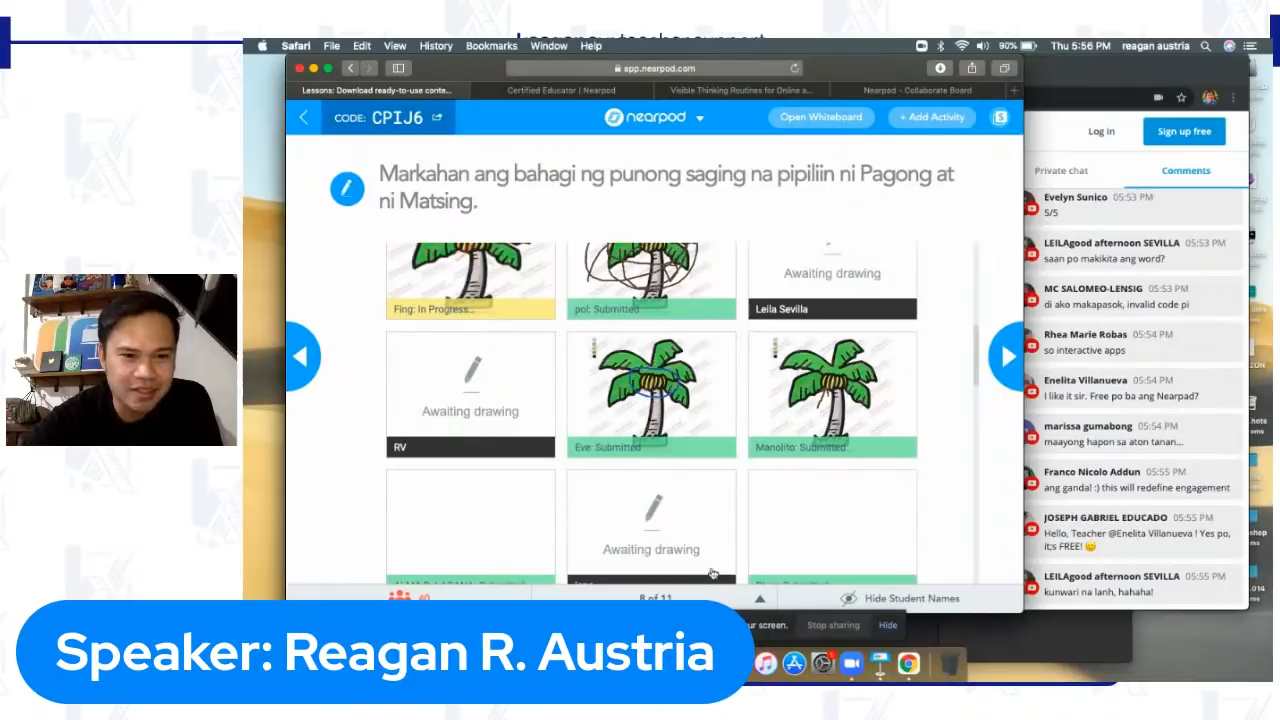 Safari File Edit View History Bookmarks Window Help
90% Thu 5:56 PM reagan austria
app.nearpod.com
Lessons: Download ready-to-use conte...
Certified Educator | Nearpod
Visible Thinking Routines for Online a...
Nearpod - Collaborate Board
CODE: CPIJ6
nearpod
Open Whiteboard
+ Add Activity
S
Log in
Sign up free
Private chat
Comments
Markahan ang bahagi ng punong saging na pipiliin ni Pagong at
ni Matsing.
Fing: In Progress...
pol: Submitted
Awaiting drawing
Leila Sevilla
Awaiting drawing
RV
Eve: Submitted
Manolito: Submitted
Awaiting drawing
40
8 of 11
Hide Student Names
Evelyn Sunico 05:53 PM
5/5
LEILAgood afternoon SEVILLA 05:53 PM
saan po makikita ang word?
MC SALOMEO-LENSIG 05:53 PM
di ako makapasok, invalid code pi
Rhea Marie Robas 05:54 PM
so interactive apps
Enelita Villanueva 05:54 PM
I like it sir. Free po ba ang Nearpod?
marissa gumabong 05:54 PM
maayong hapon sa aton tanan...
Franco Nicolo Addun 05:55 PM
ang ganda! :) this will redefine engagement
JOSEPH GABRIEL EDUCADO 05:55 PM
Hello, Teacher @Enelita Villanueva ! Yes po,
it;s FREE! 😊
LEILAgood afternoon SEVILLA 05:55 PM
kunwari na lanh, hahaha!
ur screen. Stop sharing Hide
Speaker: Reagan R. Austria